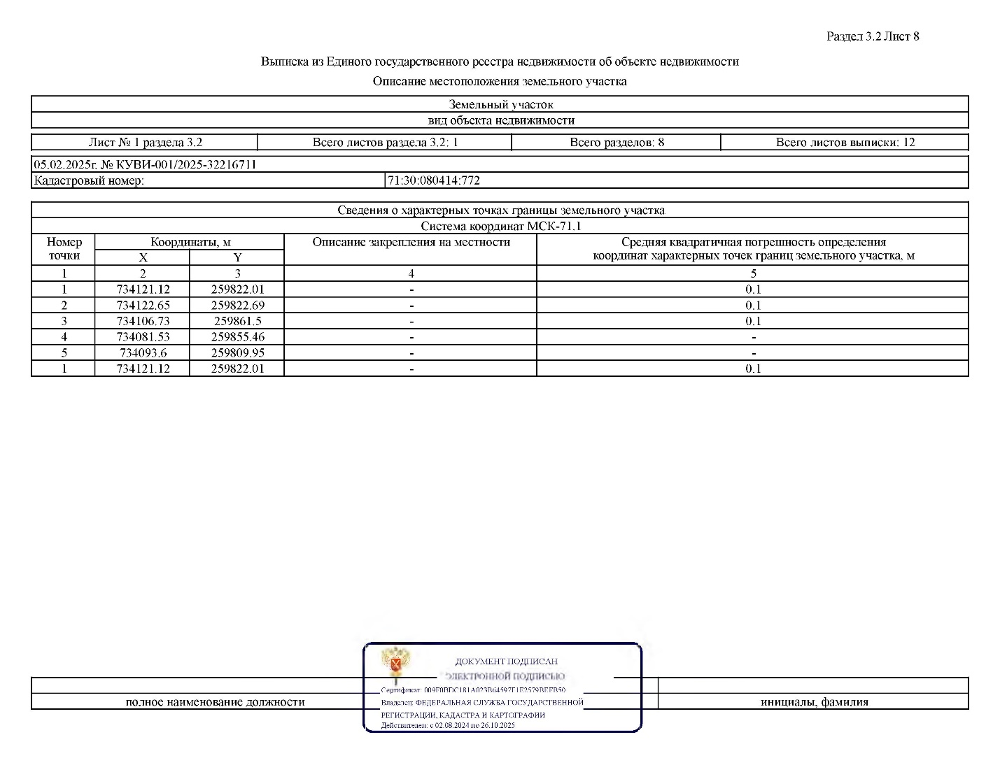 Раздел 3.2 Лист 8
Выписка из Единого государственного реестра недвижимости об объекте недвижимости
Описание местоположения земельного участка
Земельный участок
вид объекта недвижимости
Лист № 1 раздела 3.2 Всего листов раздела 3.2: 1 Всего разделов: 8 Всего листов выписки: 12
05.02.2025г. № КУВИ-001/2025-32216711
Кадастровый номер: 71:30:080414:772
Сведения о характерных точках границы земельного участка
Система координат МСК-71.1
Номер точки Координаты, м Описание закрепления на местности Средняя квадратичная погрешность определения
координат характерных точек границ земельного участка, м
X Y
1 2 3 4 5
1 734121.12 259822.01 - 0.1
2 734122.65 259822.69 - 0.1
3 734106.73 259861.5 - 0.1
4 734081.53 259855.46 - -
5 734093.6 259809.95 - -
1 734121.12 259822.01 - 0.1
ДОКУМЕНТ ПОДПИСАН
ЭЛЕКТРОННОЙ ПОДПИСЬЮ
Сертификат:
Владелец: ФЕДЕРАЛЬНАЯ СЛУЖБА ГОСУДАРСТВЕННОЙ
РЕГИСТРАЦИИ, КАДАСТРА И КАРТОГРАФИИ
Действителен: с 02.08.2024 по 26.10.2025
полное наименование должности инициалы, фамилия